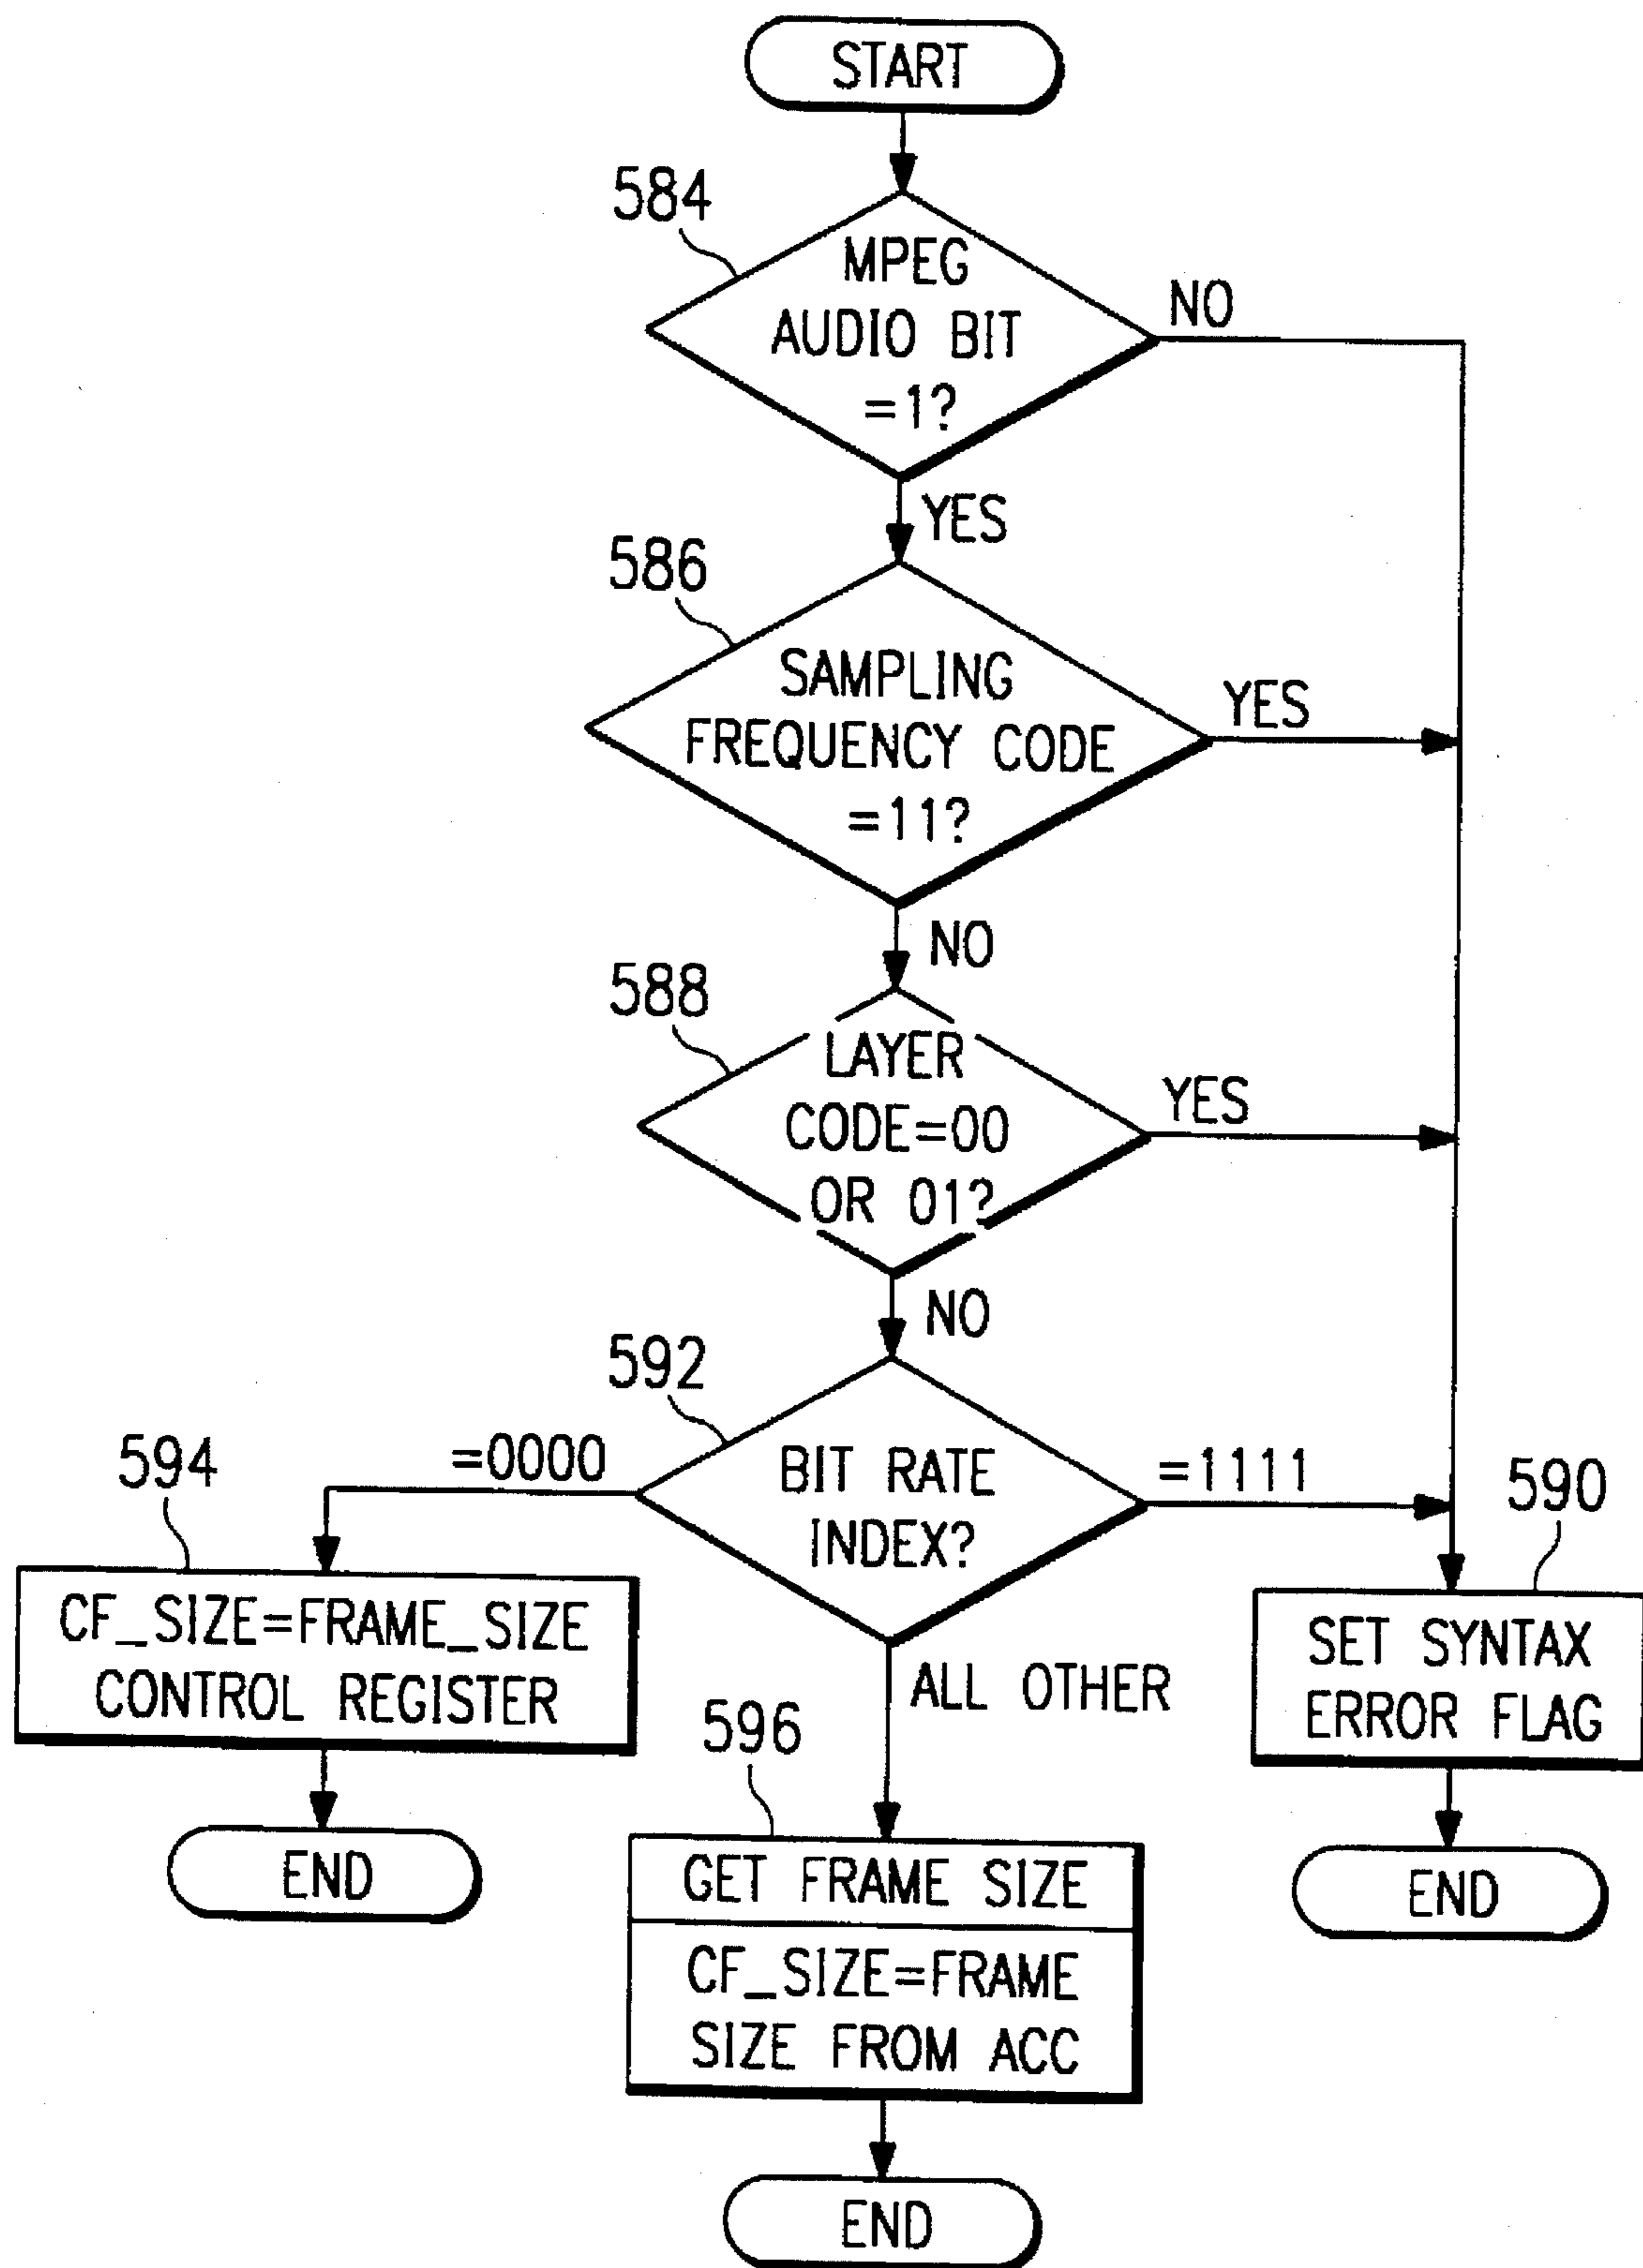 START
584
MPEG
AUDIO BIT
=1?
NO
YES
586
SAMPLING
FREQUENCY CODE
=11?
YES
NO
588
LAYER
CODE=00
OR 01?
YES
NO
592
BIT RATE
INDEX?
=0000
=1111
594
CF_SIZE=FRAME_SIZE
CONTROL REGISTER
END
ALL OTHER
596
GET FRAME SIZE
CF_SIZE=FRAME
SIZE FROM ACC
END
590
SET SYNTAX
ERROR FLAG
END